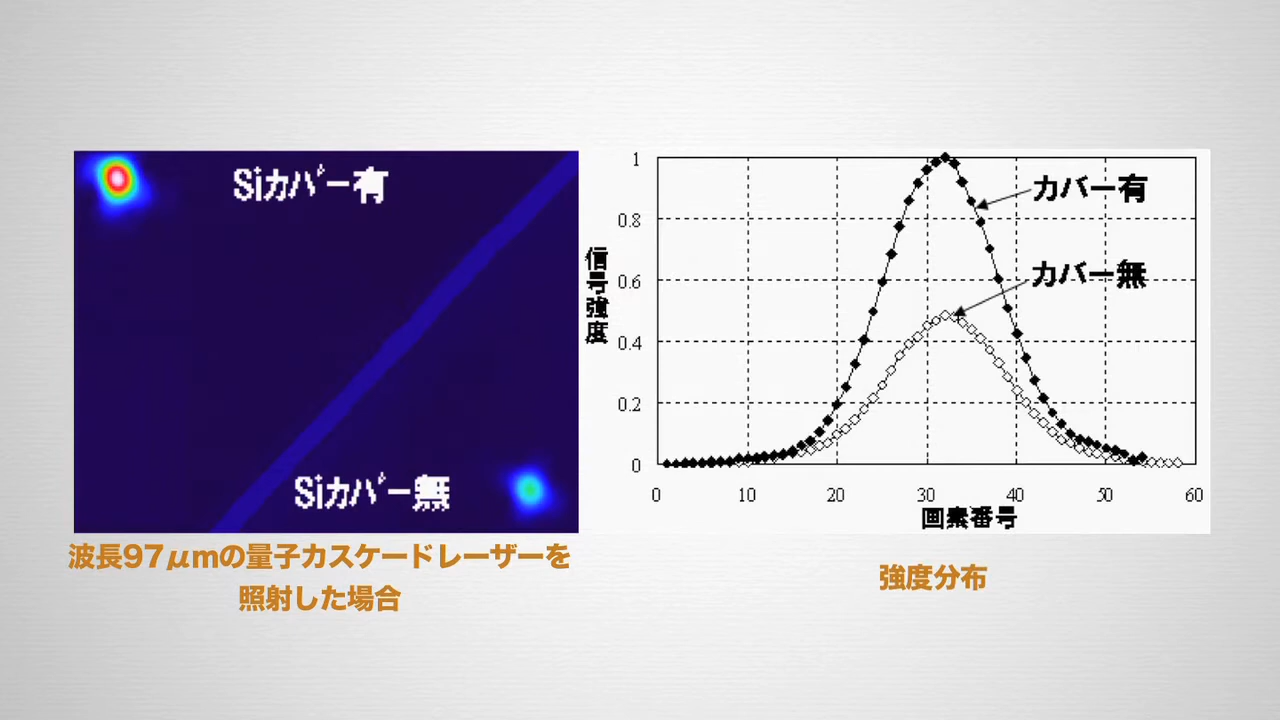 Siカバー有
Siカバー無
波長97μmの量子カスケードレーザーを
照射した場合
信号強度
1
0.8
0.6
0.4
0.2
0
カバー有
カバー無
0 10 20 30 40 50 60
画素番号
強度分布